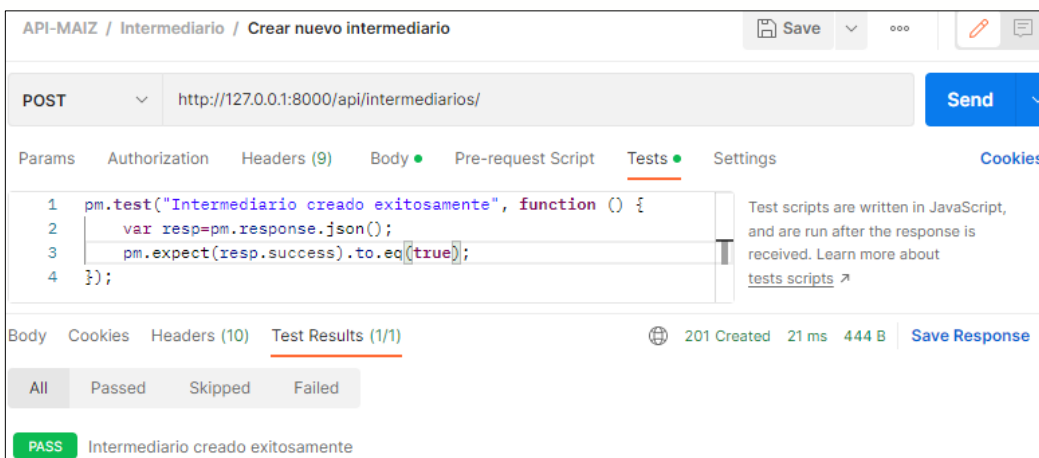 API-MAIZ / Intermediario / Crear nuevo intermediario
Save
ooo
POST
http://127.0.0.1:8000/api/intermediarios/
Send
Params Authorization Headers (9) Body Pre-request Script Tests Settings Cookies
1 pm.test("Intermediario creado exitosamente", function () {
2 var resp=pm.response.json();
3 pm.expect(resp.success).to.eq(true);
4 });
Test scripts are written in JavaScript,
and are run after the response is
received. Learn more about
tests scripts ↗
Body Cookies Headers (10) Test Results (1/1) 201 Created 21 ms 444 B Save Response
All Passed Skipped Failed
PASS Intermediario creado exitosamente